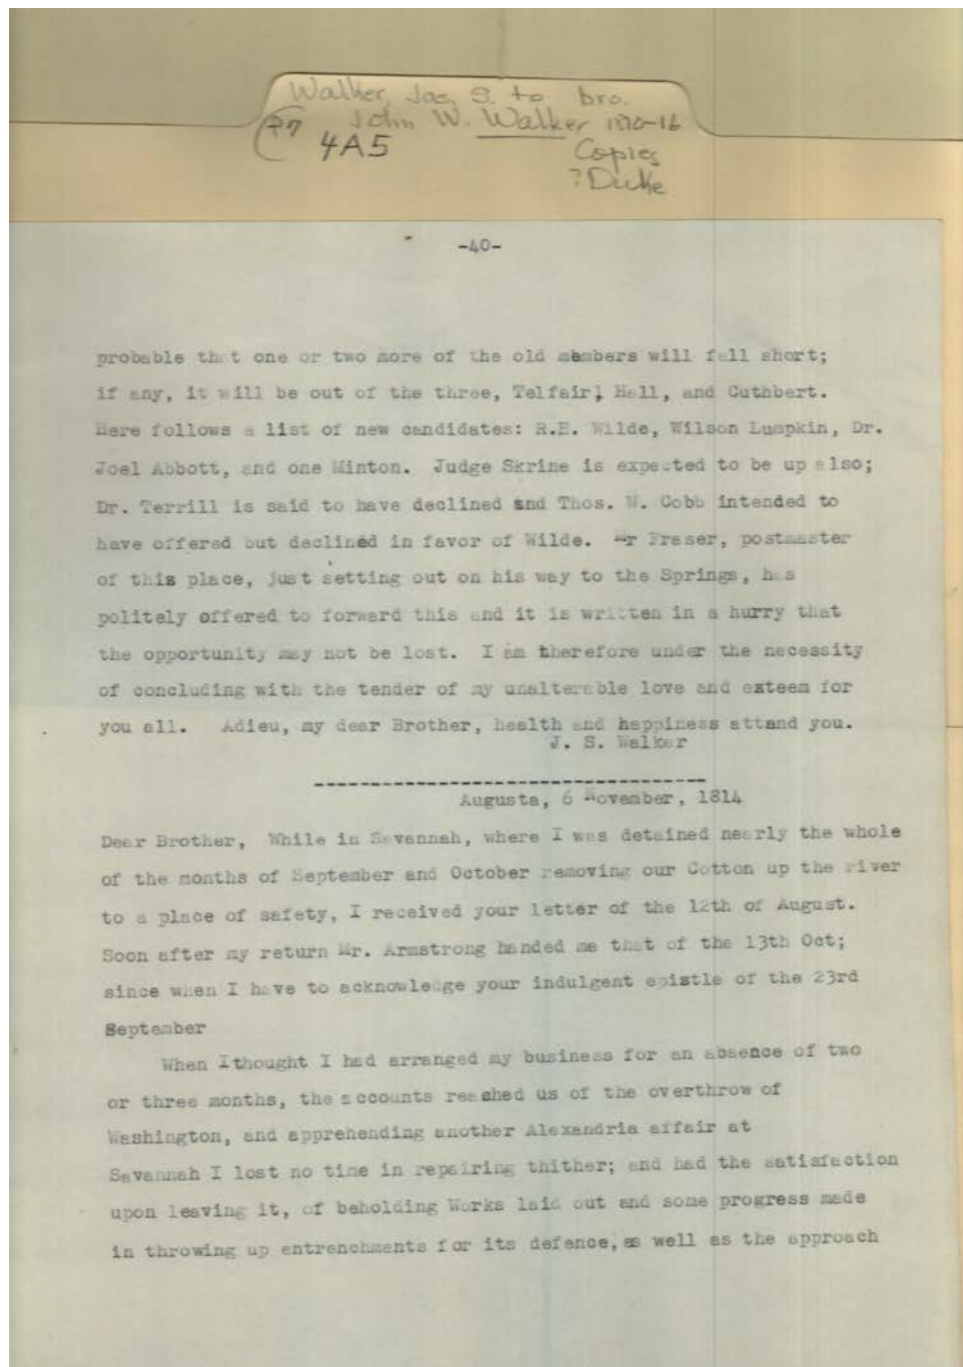 Walker, Jas. S. to bro.
John W. Walker
4A5
Copies
? Duke
-40-
probable that one or two more of the old members will fall short;
if any, it will be out of the three, Telfair, Hall, and Cuthbert.
Here follows a list of new candidates: R.H. Wilde, Wilson Lumpkin, Dr.
Joel Abbott, and one Minton. Judge Skrine is expected to be up also;
Dr. Terrill is said to have declined and Thos. W. Cobb intended to
have offered but declined in favor of Wilde. Mr Fraser, postmaster
of this place, just setting out on his way to the Springs, has
politely offered to forward this and it is written in a hurry that
the opportunity may not be lost. I am therefore under the necessity
of concluding with the tender of my unalterable love and esteem for
you all. Adieu, my dear Brother, health and happiness attend you.
J. S. Walker
-----------------------------------
Augusta, 6 November, 1814
Dear Brother, While in Savannah, where I was detained nearly the whole
of the months of September and October removing our Cotton up the river
to a place of safety, I received your letter of the 12th of August.
Soon after my return Mr. Armstrong handed me that of the 13th Oct;
since when I have to acknowledge your indulgent epistle of the 23rd
September
When Ithought I had arranged my business for an absence of two
or three months, the accounts reached us of the overthrow of
Washington, and apprehending another Alexandria affair at
Savannah I lost no time in repairing thither; and had the satisfaction
upon leaving it, of beholding Works laid out and some progress made
in throwing up entrenchments for its defence, as well as the approach